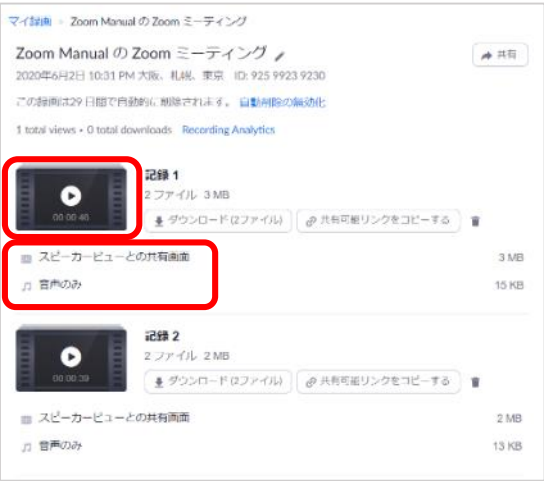 マイ録画 > Zoom Manual の Zoom ミーティング
Zoom Manual の Zoom ミーティング
共有
2020年6月2日 10:31 PM 大阪、札幌、東京 ID: 925 9923 9230
この録画は29 日間で自動的に削除されます。 自動削除の無効化
1 total views • 0 total downloads Recording Analytics
記録 1
2 ファイル 3 MB
00:00:46
ダウンロード (2ファイル) 共有可能リンクをコピーする
スピーカービューとの共有画面 3 MB
音声のみ 15 KB
記録 2
2 ファイル 2 MB
00:00:39
ダウンロード (2ファイル) 共有可能リンクをコピーする
スピーカービューとの共有画面 2 MB
音声のみ 13 KB